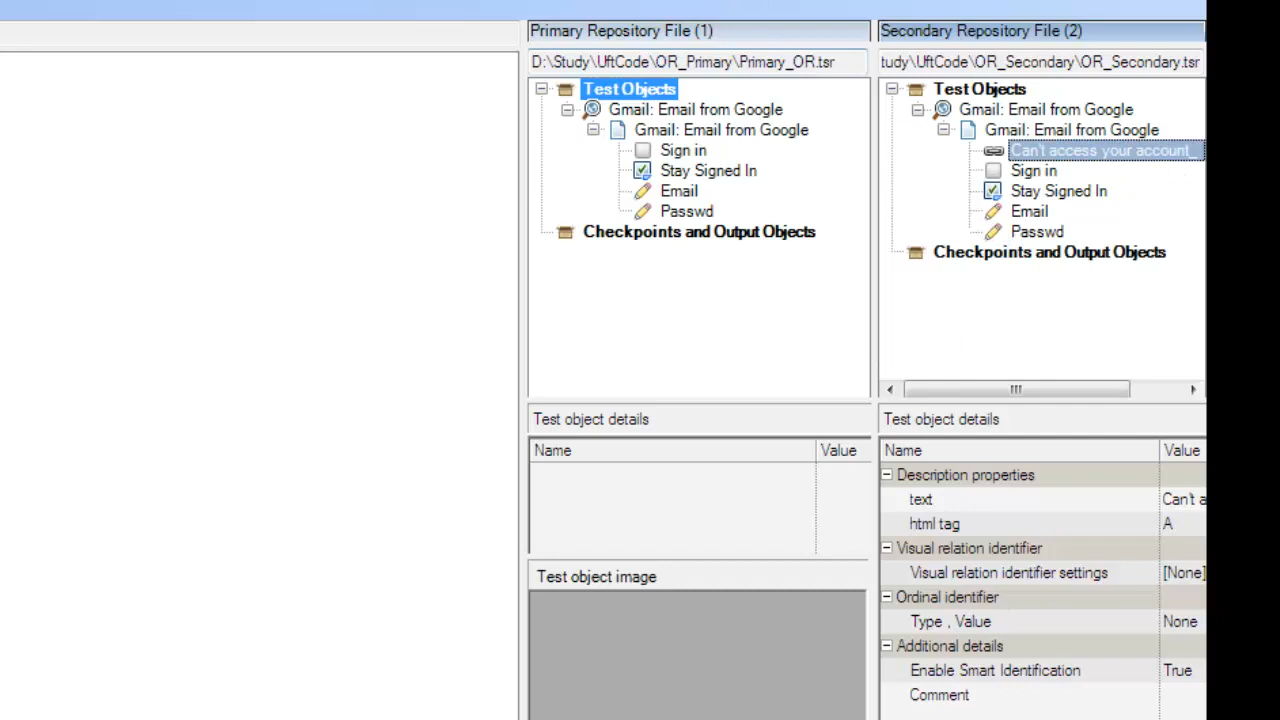 Primary Repository File (1)
D:\Study\UftCode\OR_Primary\Primary_OR.tsr
Test Objects
Gmail: Email from Google
Gmail: Email from Google
Sign in
Stay Signed In
Email
Passwd
Checkpoints and Output Objects
Test object details
Name Value
Test object image
Secondary Repository File (2)
tudy\UftCode\OR_Secondary\OR_Secondary.tsr
Test Objects
Gmail: Email from Google
Gmail: Email from Google
Can't access your account_
Sign in
Stay Signed In
Email
Passwd
Checkpoints and Output Objects
Test object details
Name Value
Description properties
text Can't a
html tag A
Visual relation identifier
Visual relation identifier settings [None]
Ordinal identifier
Type , Value None
Additional details
Enable Smart Identification True
Comment